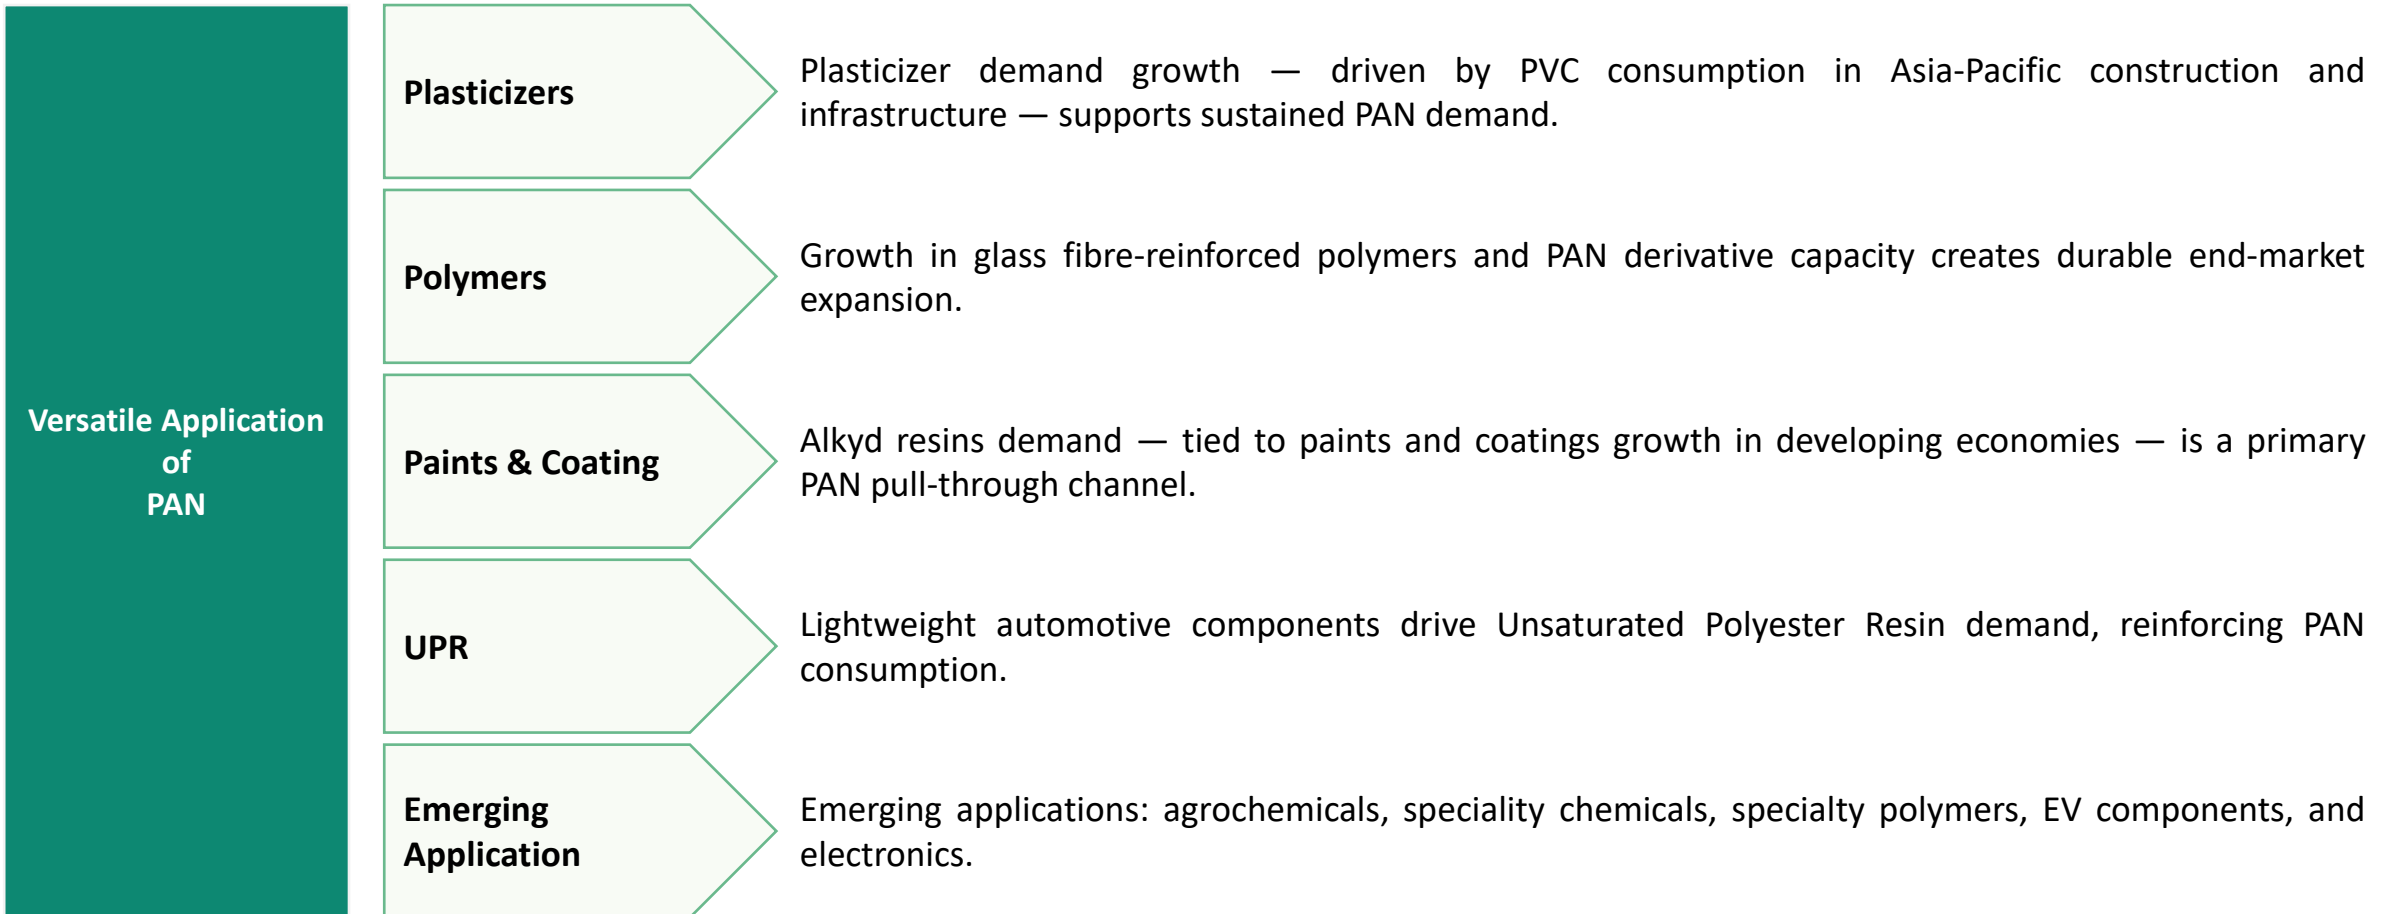 Versatile Application
of
PAN
Plasticizers
Plasticizer demand growth — driven by PVC consumption in Asia-Pacific construction and
infrastructure — supports sustained PAN demand.
Polymers
Growth in glass fibre-reinforced polymers and PAN derivative capacity creates durable end-market
expansion.
Paints & Coating
Alkyd resins demand — tied to paints and coatings growth in developing economies — is a primary
PAN pull-through channel.
UPR
Lightweight automotive components drive Unsaturated Polyester Resin demand, reinforcing PAN
consumption.
Emerging
Application
Emerging applications: agrochemicals, speciality chemicals, specialty polymers, EV components, and
electronics.